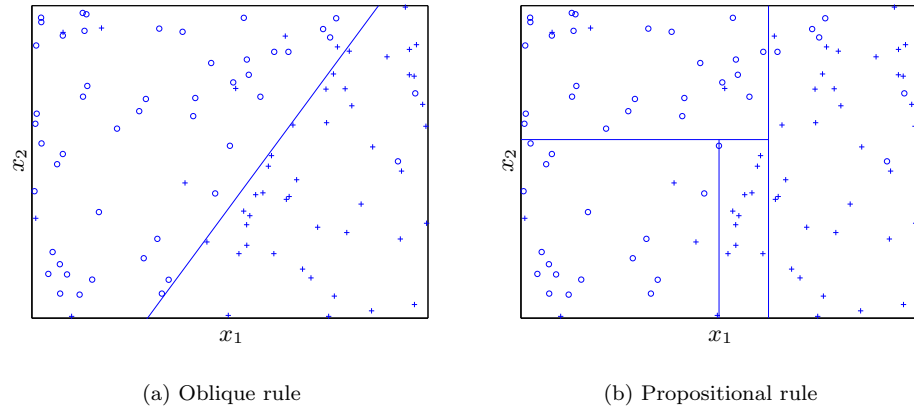 x₂
x₁
(a) Oblique rule
x₂
x₁
(b) Propositional rule